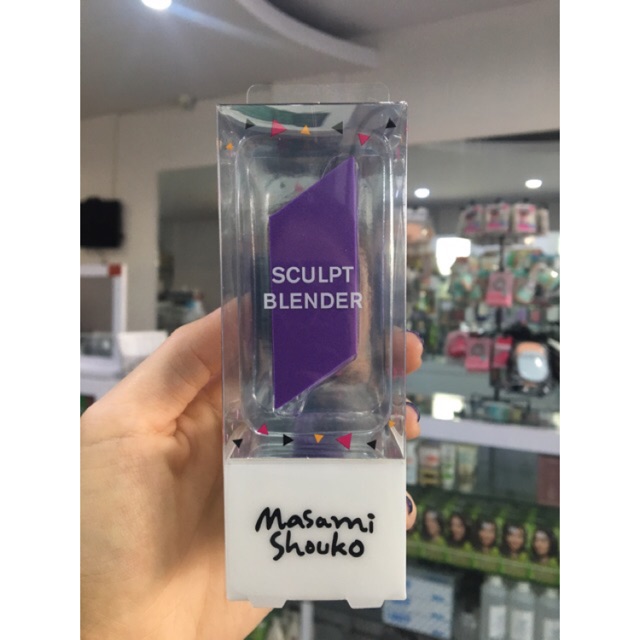 SCULPT
BLENDER
Masami
Shouko